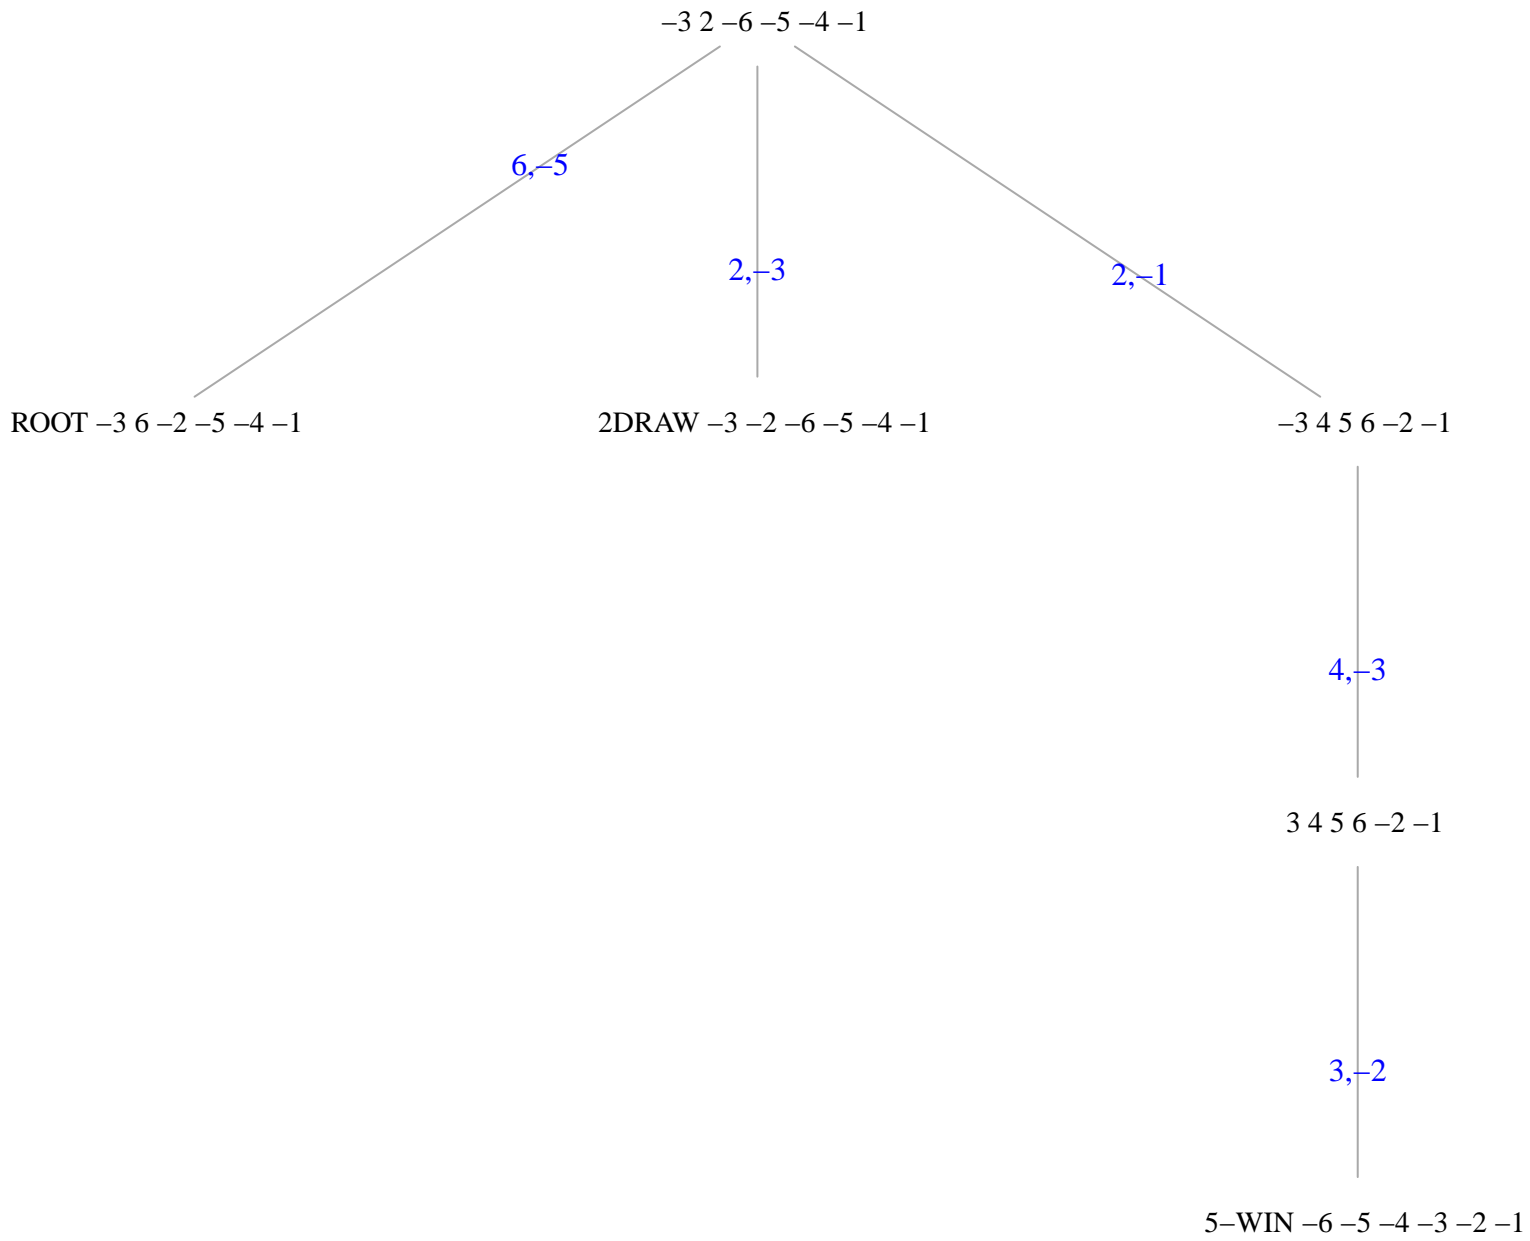 –3 2 –6 –5 –4 –1
6,–5
2,–3
2,–1
ROOT –3 6 –2 –5 –4 –1
2DRAW –3 –2 –6 –5 –4 –1
–3 4 5 6 –2 –1
4,–3
3 4 5 6 –2 –1
3,–2
5–WIN –6 –5 –4 –3 –2 –1